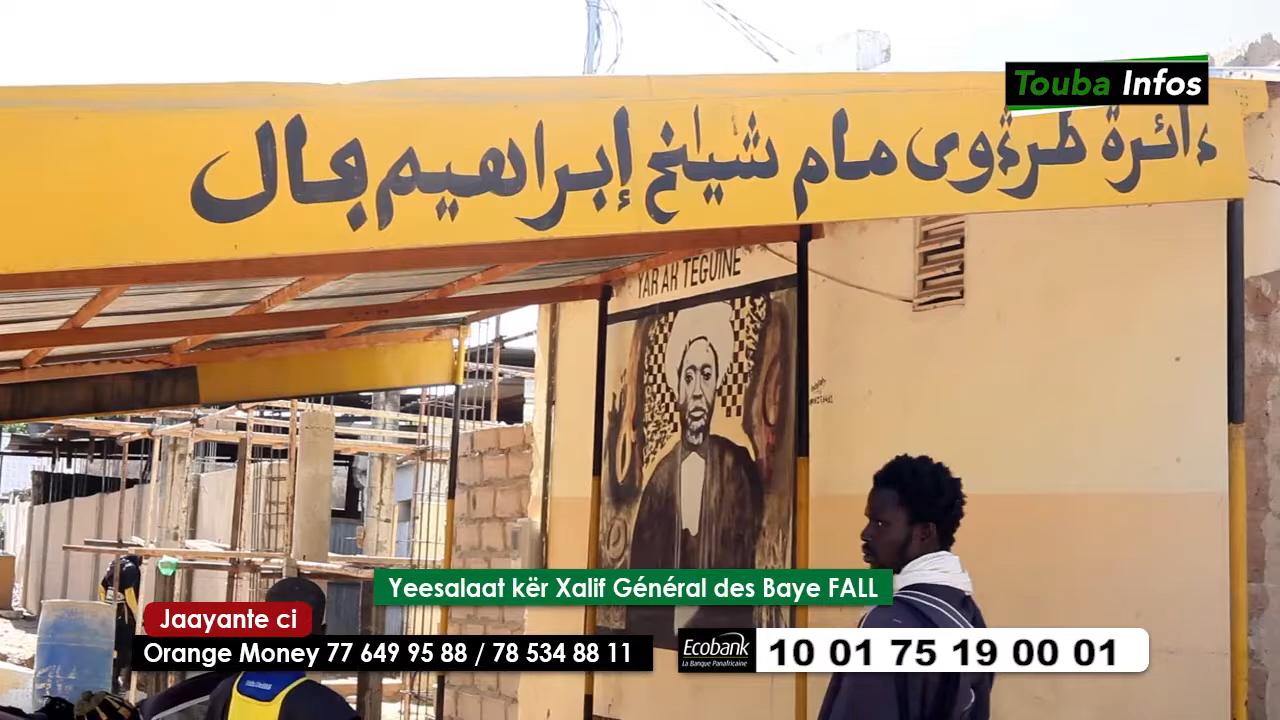 Touba Infos
دائرة طرةوى مام شيخ إبراهيم فال
YAR AK TEGUINE
Yeesalaat kër Xalif Général des Baye FALL
Jaayante ci
Orange Money 77 649 95 88 / 78 534 88 11
Ecobank
La Banque Panafricaine
10 01 75 19 00 01